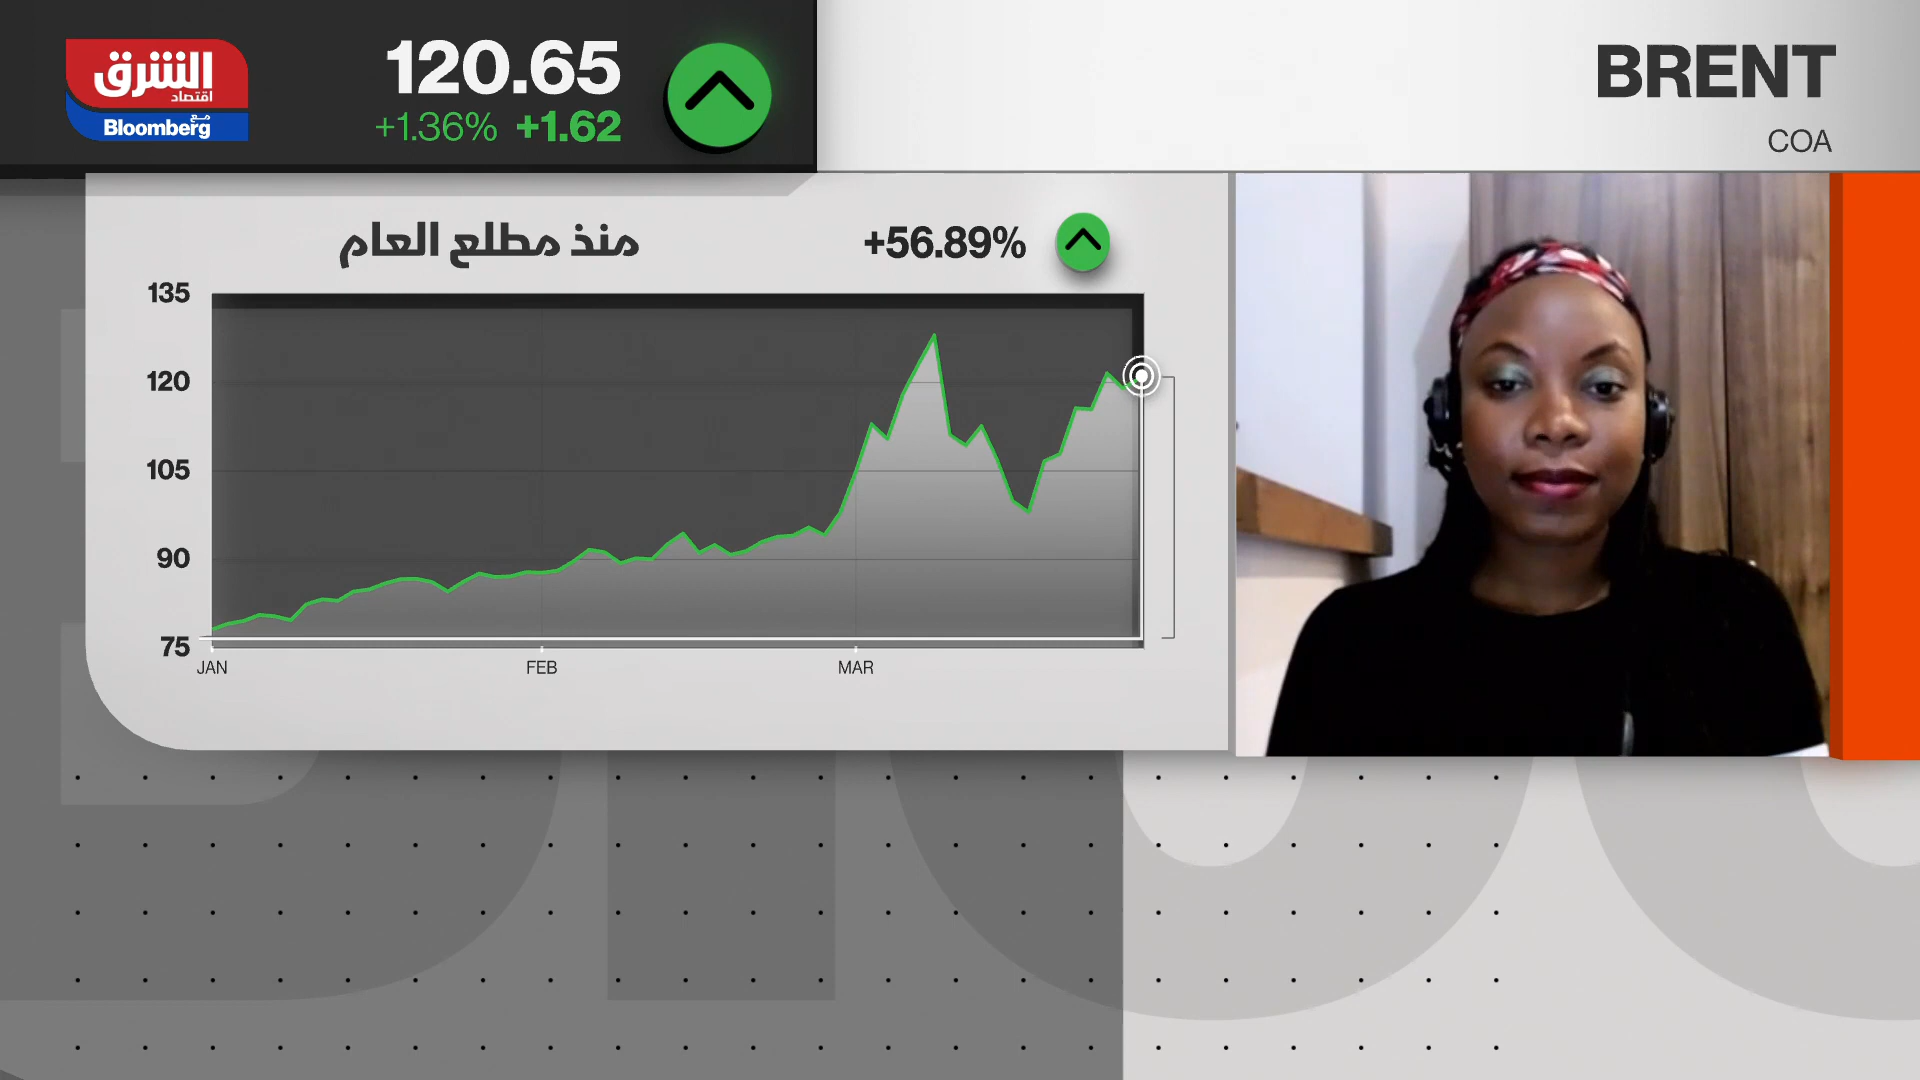 الشرق
اقتصاد
مع
Bloomberg
120.65
+1.36% +1.62
BRENT
COA
منذ مطلع العام
+56.89%
135
120
105
90
75
JAN FEB MAR